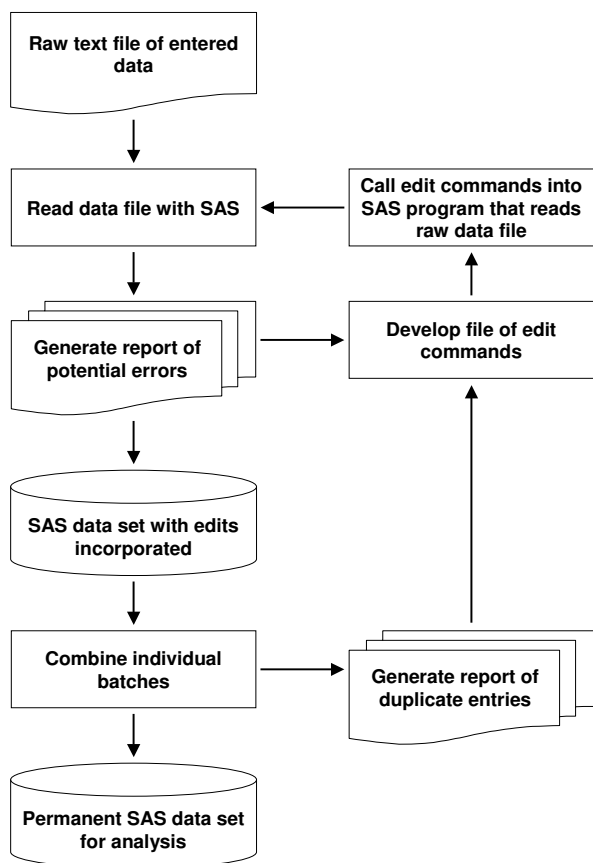 Raw text file of entered
data
Read data file with SAS
Call edit commands into
SAS program that reads
raw data file
Generate report of
potential errors
Develop file of edit
commands
SAS data set with edits
incorporated
Combine individual
batches
Generate report of
duplicate entries
Permanent SAS data set
for analysis